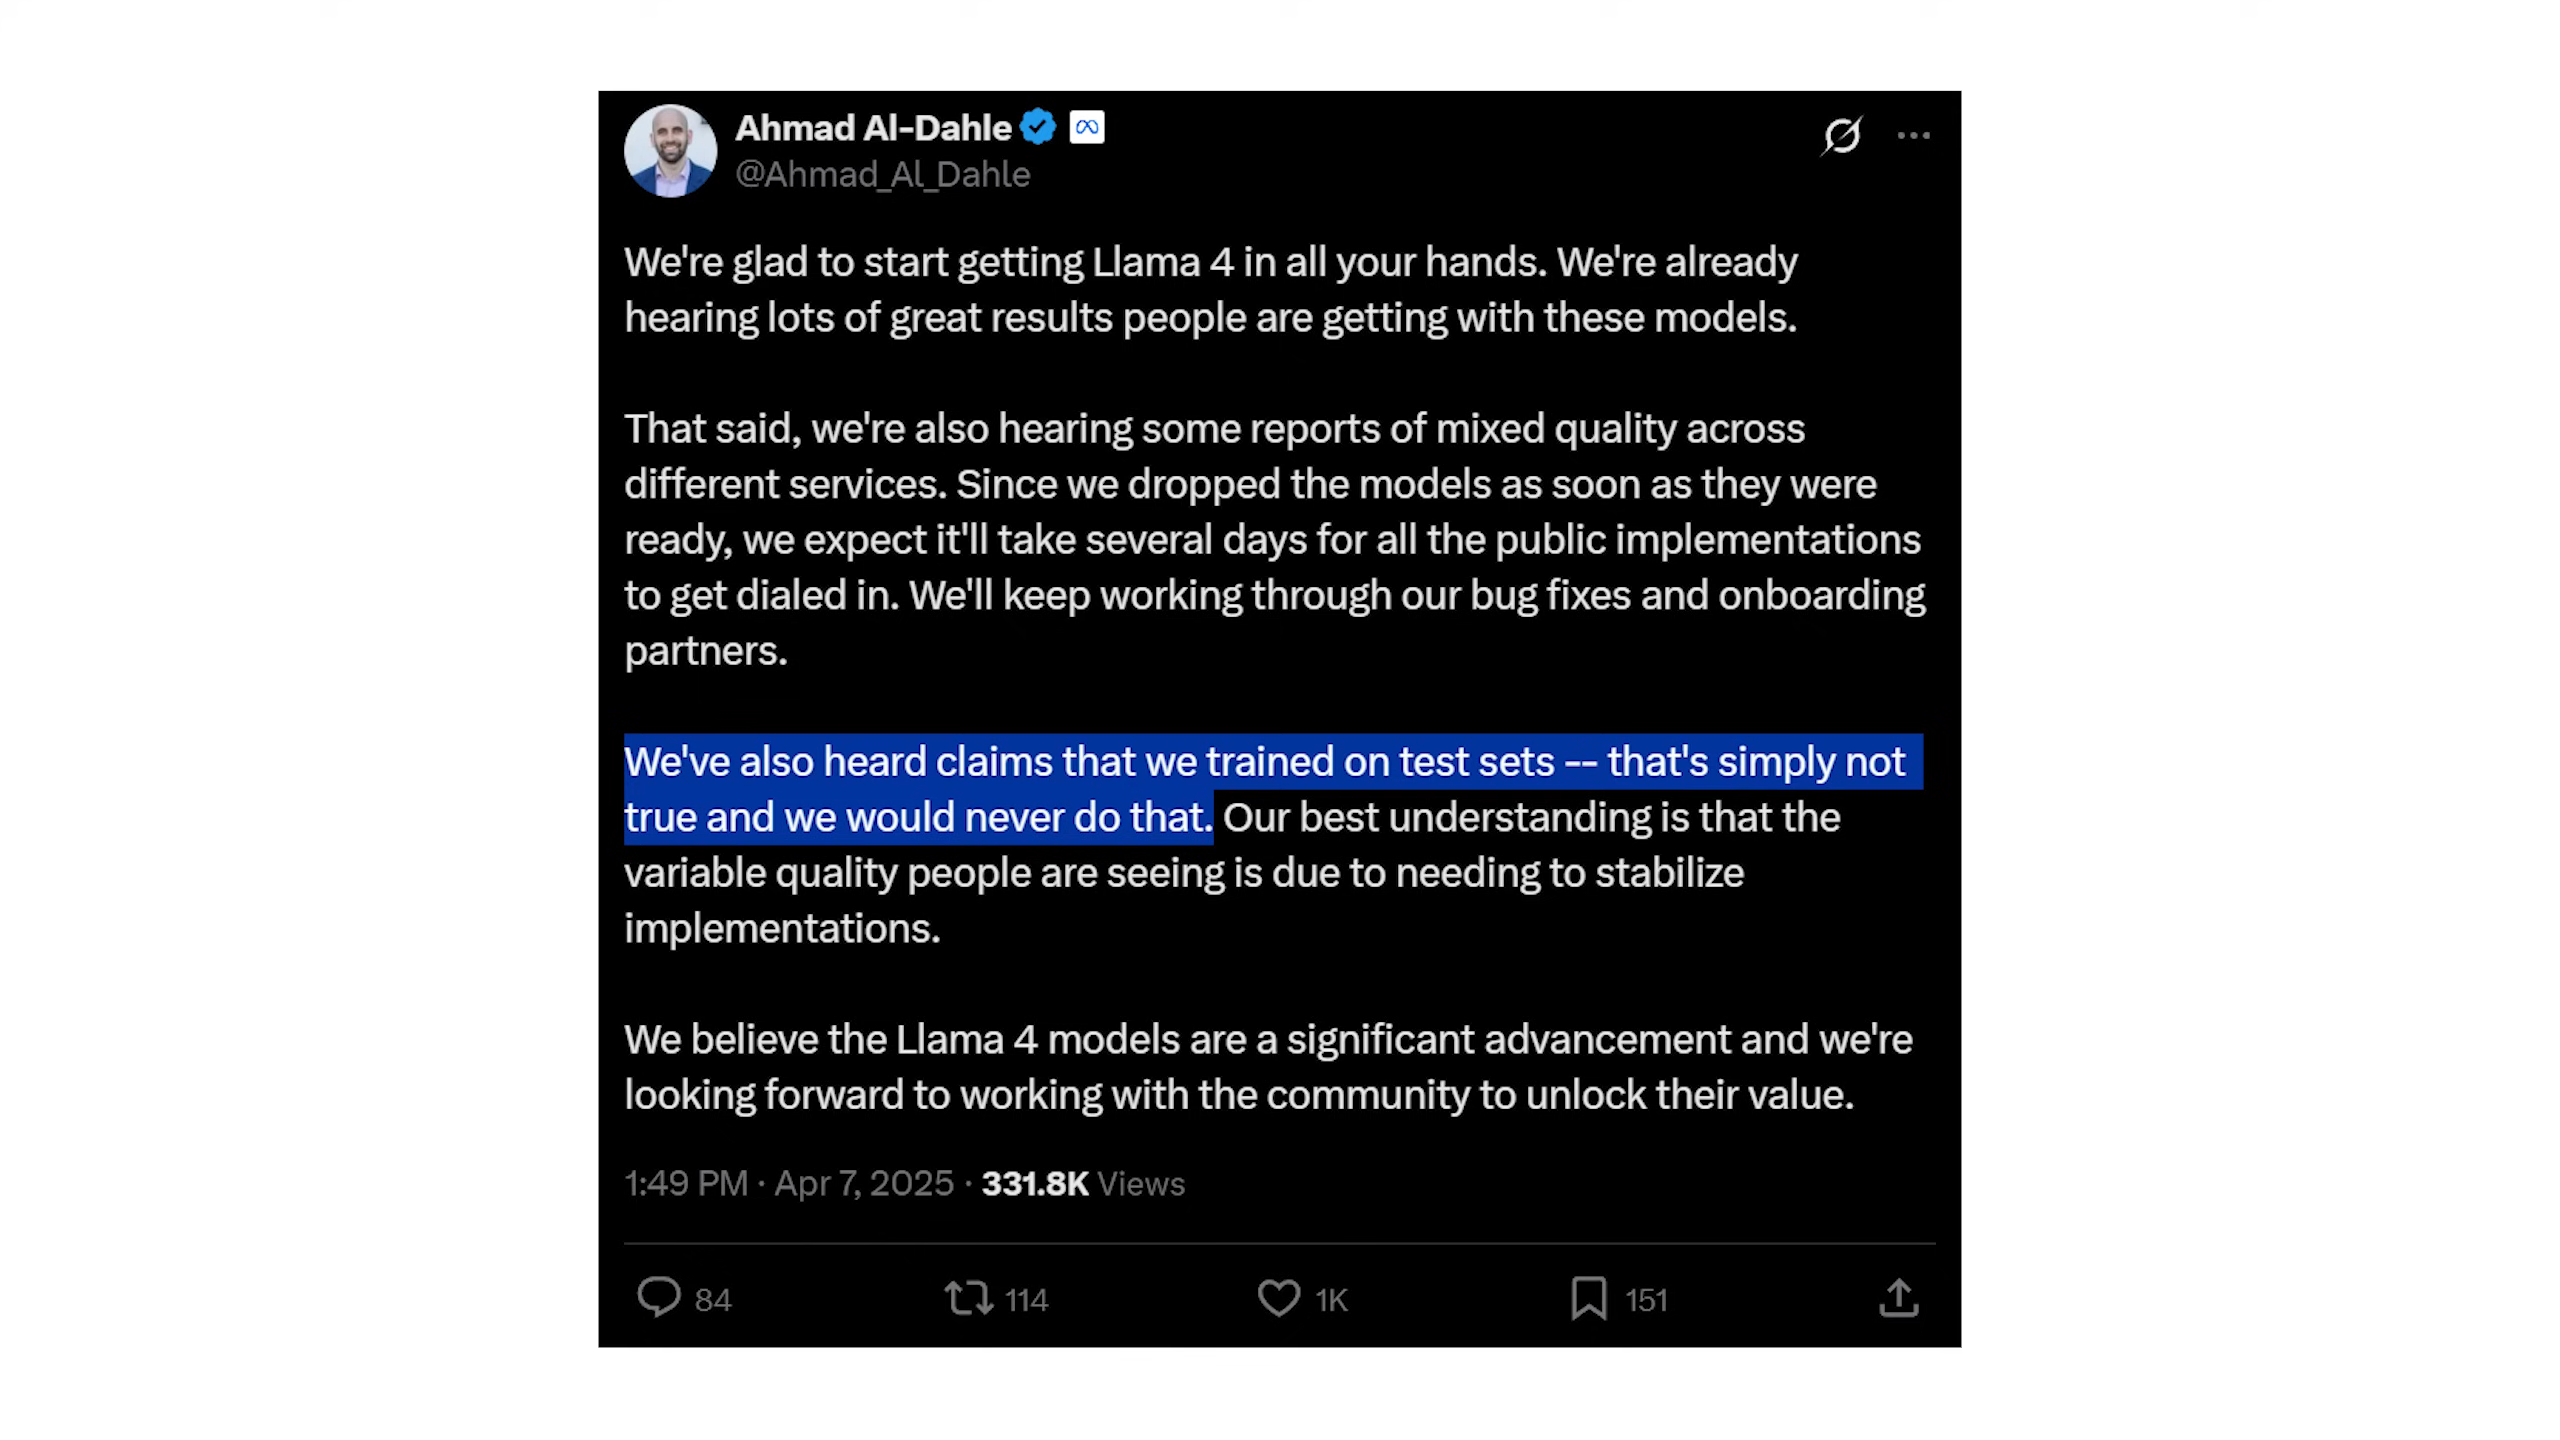 Ahmad Al-Dahle
@Ahmad_Al_Dahle
We're glad to start getting Llama 4 in all your hands. We're already
hearing lots of great results people are getting with these models.
That said, we're also hearing some reports of mixed quality across
different services. Since we dropped the models as soon as they were
ready, we expect it'll take several days for all the public implementations
to get dialed in. We'll keep working through our bug fixes and onboarding
partners.
We've also heard claims that we trained on test sets -- that's simply not
true and we would never do that. Our best understanding is that the
variable quality people are seeing is due to needing to stabilize
implementations.
We believe the Llama 4 models are a significant advancement and we're
looking forward to working with the community to unlock their value.
1:49 PM · Apr 7, 2025 · 331.8K Views
84 114 1K 151